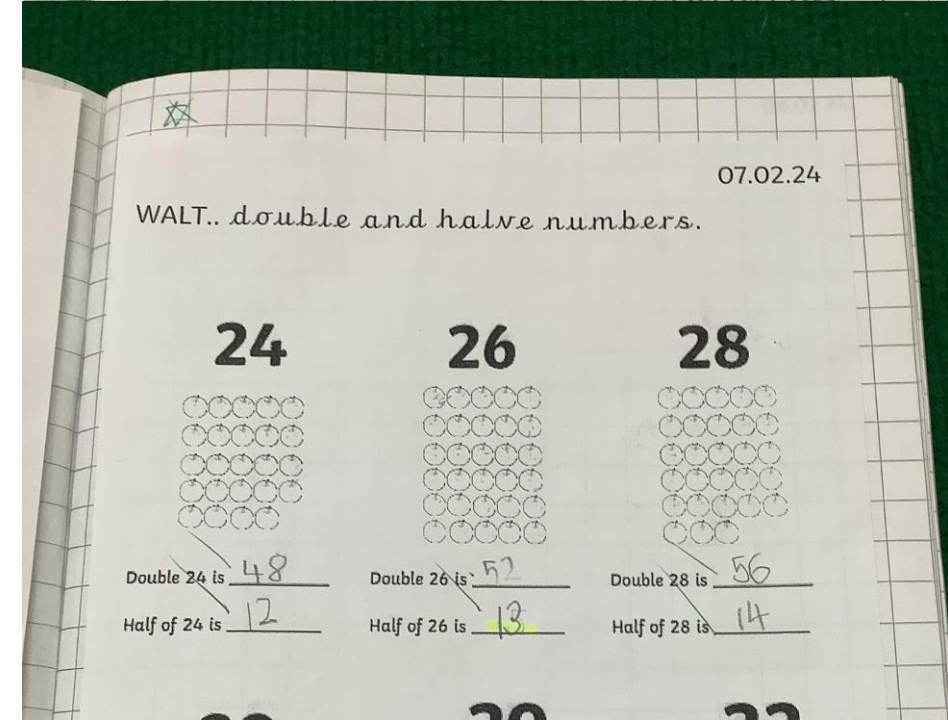 07.02.24
WALT.. double and halve numbers.
24 26 28
Double 24 is 48 Double 26 is 52 Double 28 is 56
Half of 24 is 12 Half of 26 is 13 Half of 28 is 14